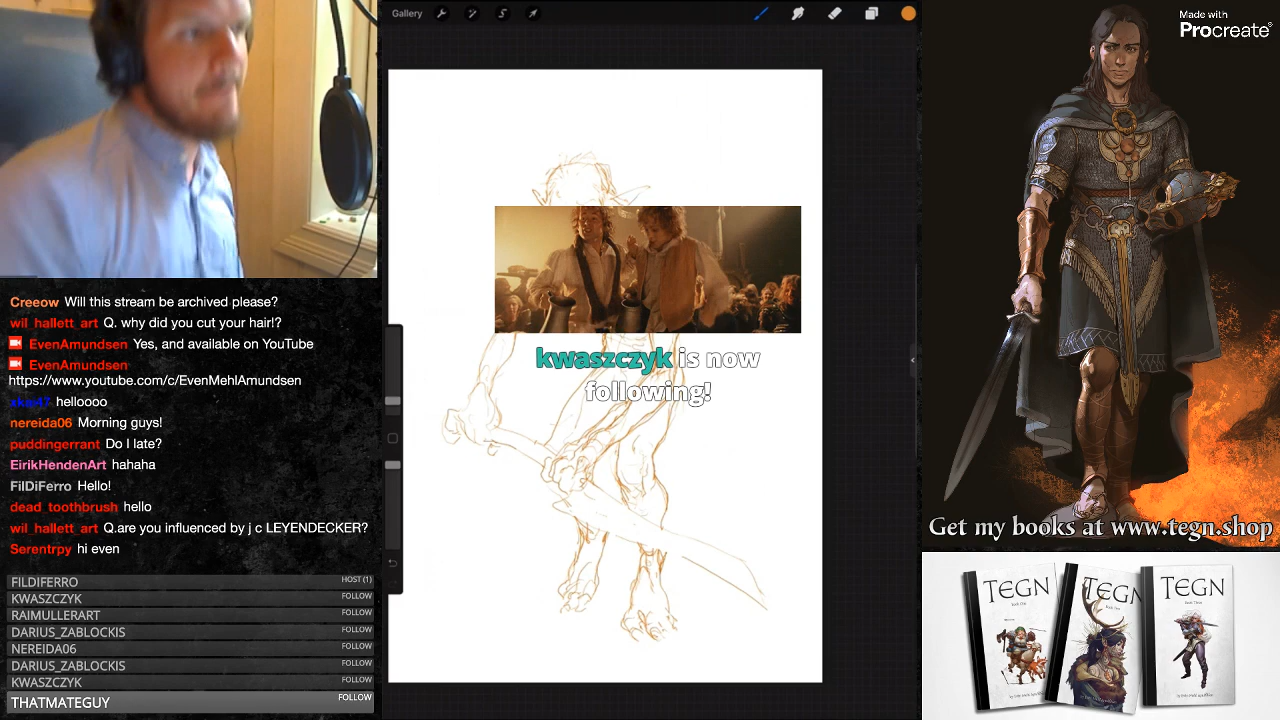 Gallery
Made with
Procreate®
Creeow Will this stream be archived please?
wil_hallett_art Q. why did you cut your hair!?
EvenAmundsen Yes, and available on YouTube
EvenAmundsen
https://www.youtube.com/c/EvenMehlAmundsen
helloooo
nereida06 Morning guys!
puddingerrant Do I late?
EirikHendenArt hahaha
FilDiFerro Hello!
dead_toothbrush hello
wil_hallett_art Q.are you influenced by j c LEYENDECKER?
Serentrpy hi even
kwaszczyk is now
following!
FILDIFERRO HOST (1)
KWASZCZYK FOLLOW
RAIMULLERART FOLLOW
DARIUS_ZABLOCKIS FOLLOW
NEREIDA06 FOLLOW
DARIUS_ZABLOCKIS FOLLOW
KWASZCZYK FOLLOW
THATMATEGUY FOLLOW
Get my books at www.tegn.shop
TEGN
Book One
TEGN
TEGN
Book Three